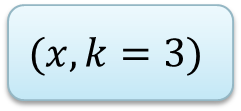 (x, k = 3)